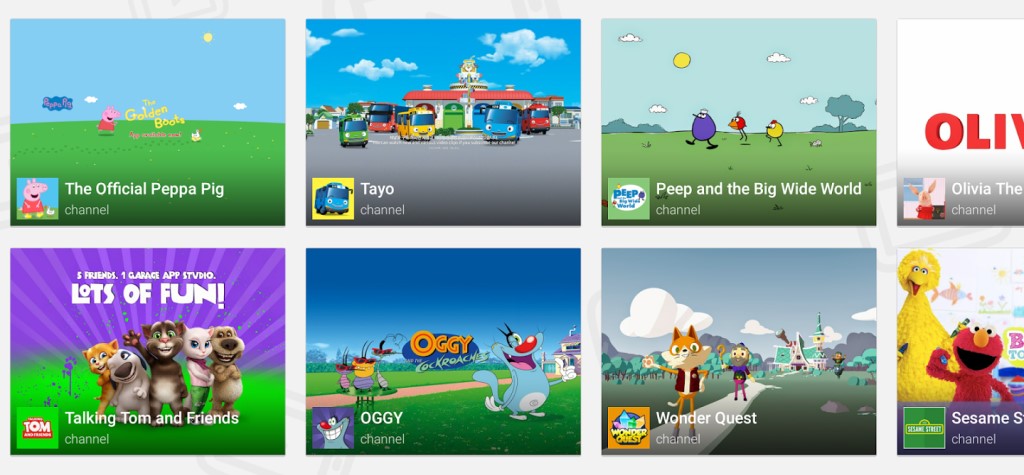 Peppa Pig
The
Golden
Boots
App available now!
The Official Peppa Pig
channel
Tayo
channel
PEEP
and the
Big Wide
World
Peep and the Big Wide World
channel
OLIV
Olivia The
channel
5 FRIENDS. 1 GARAGE APP STUDIO.
LOTS OF FUN!
TOM
AND FRIENDS
Talking Tom and Friends
channel
OGGY
COCKROACHES
OGGY
channel
WONDER
QUEST
Wonder Quest
channel
SESAME STREET
Sesame S
channel